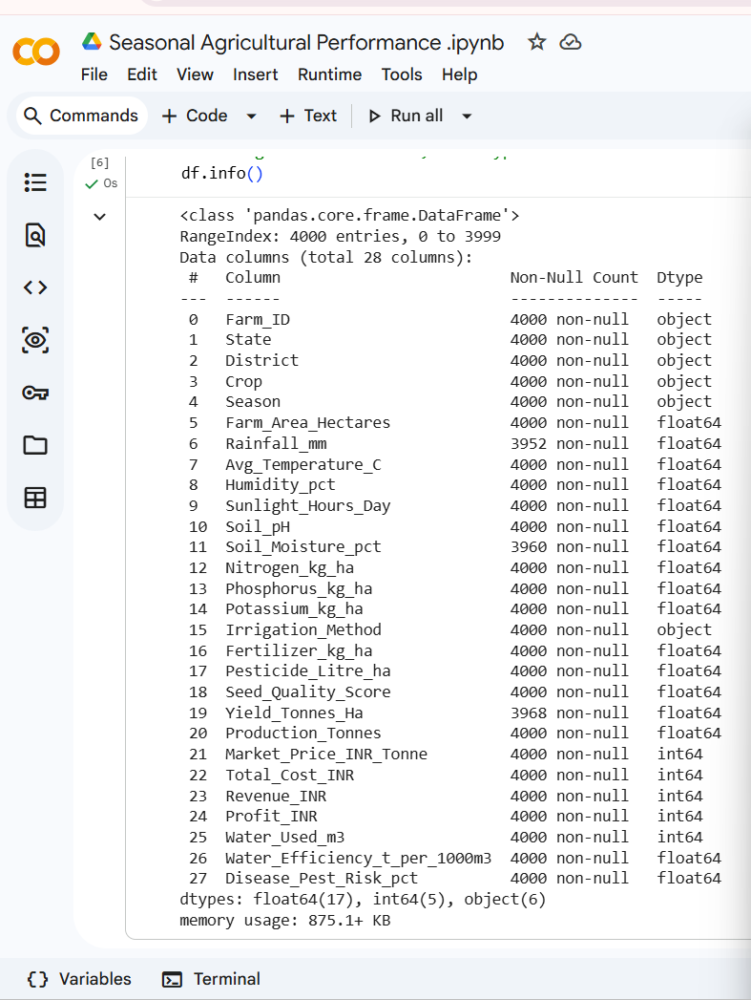 Seasonal Agricultural Performance .ipynb
File Edit View Insert Runtime Tools Help
Commands + Code + Text Run all
[6]
0s
df.info()
<class 'pandas.core.frame.DataFrame'>
RangeIndex: 4000 entries, 0 to 3999
Data columns (total 28 columns):
 #   Column                       Non-Null Count  Dtype
---  ------                       --------------  -----
 0   Farm_ID                      4000 non-null   object
 1   State                        4000 non-null   object
 2   District                     4000 non-null   object
 3   Crop                         4000 non-null   object
 4   Season                       4000 non-null   object
 5   Farm_Area_Hectares           4000 non-null   float64
 6   Rainfall_mm                  3952 non-null   float64
 7   Avg_Temperature_C            4000 non-null   float64
 8   Humidity_pct                 4000 non-null   float64
 9   Sunlight_Hours_Day           4000 non-null   float64
 10  Soil_pH                      4000 non-null   float64
 11  Soil_Moisture_pct            3960 non-null   float64
 12  Nitrogen_kg_ha               4000 non-null   float64
 13  Phosphorus_kg_ha             4000 non-null   float64
 14  Potassium_kg_ha              4000 non-null   float64
 15  Irrigation_Method            4000 non-null   object
 16  Fertilizer_kg_ha             4000 non-null   float64
 17  Pesticide_Litre_ha           4000 non-null   float64
 18  Seed_Quality_Score           4000 non-null   float64
 19  Yield_Tonnes_Ha              3968 non-null   float64
 20  Production_Tonnes            4000 non-null   float64
 21  Market_Price_INR_Tonne       4000 non-null   int64
 22  Total_Cost_INR               4000 non-null   int64
 23  Revenue_INR                  4000 non-null   int64
 24  Profit_INR                   4000 non-null   int64
 25  Water_Used_m3                4000 non-null   int64
 26  Water_Efficiency_t_per_1000m3  4000 non-null   float64
 27  Disease_Pest_Risk_pct        4000 non-null   float64
dtypes: float64(17), int64(5), object(6)
memory usage: 875.1+ KB
{} Variables Terminal